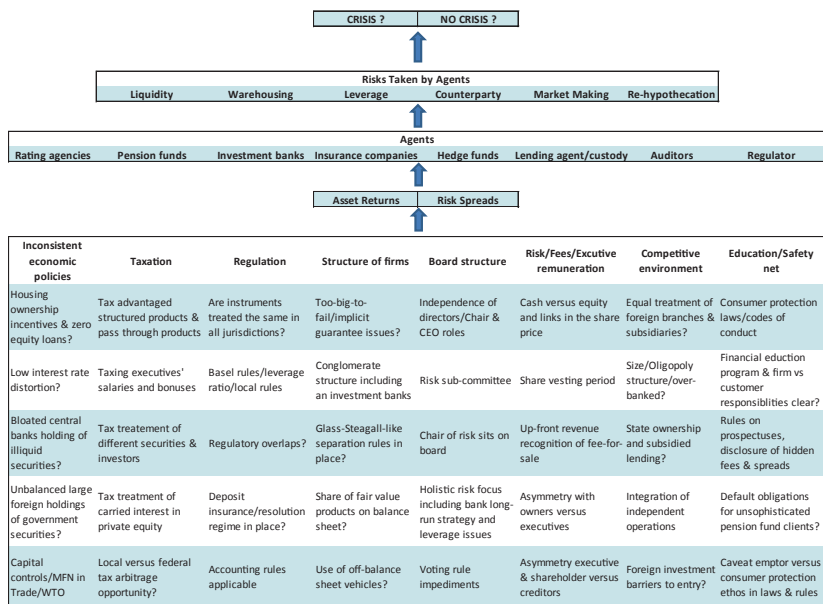 CRISIS ? NO CRISIS ?
Risks Taken by Agents
Liquidity Warehousing Leverage Counterparty Market Making Re-hypothecation
Agents
Rating agencies Pension funds Investment banks Insurance companies Hedge funds Lending agent/custody Auditors Regulator
Asset Returns Risk Spreads
Inconsistent
economic
policies
Taxation
Regulation
Structure of firms
Board structure
Risk/Fees/Excutive
remuneration
Competitive
environment
Education/Safety
net
Housing
ownership
incentives & zero
equity loans?
Tax advantaged
structured products &
pass through products
Are instruments
treated the same in
all jurisdictions?
Too-big-to-
fail/implicit
guarantee issues?
Independence of
directors/Chair &
CEO roles
Cash versus equity
and links in the share
price
Equal treatment of
foreign branches &
subsidiaries?
Consumer protection
laws/codes of
conduct
Low interest rate
distortion?
Taxing executives'
salaries and bonuses
Basel rules/leverage
ratio/local rules
Conglomerate
structure including
an investment banks
Risk sub-committee
Share vesting period
Size/Oligopoly
structure/over-
banked?
Financial eduction
program & firm vs
customer
responsiblities clear?
Bloated central
banks holding of
illiquid
securities?
Tax treatement of
different securities &
investors
Regulatory overlaps?
Glass-Steagall-like
separation rules in
place?
Chair of risk sits on
board
Up-front revenue
recognition of fee-for-
sale
State ownership
and subsidied
lending?
Rules on
prospectuses,
disclosure of hidden
fees & spreads
Unbalanced large
foreign holdings
of government
securities?
Tax treatment of
carried interest in
private equity
Deposit
insurance/resolution
regime in place?
Share of fair value
products on balance
sheet?
Holistic risk focus
including bank long-
run strategy and
leverage issues
Asymmetry with
owners versus
executives
Integration of
independent
operations
Default obligations
for unsophisticated
pension fund clients?
Capital
controls/MFN in
Trade/WTO
Local versus federal
tax arbitrage
opportunity?
Accounting rules
applicable
Use of off-balance
sheet vehicles?
Voting rule
impediments
Asymmetry executive
& shareholder versus
creditors
Foreign investment
barriers to entry?
Caveat emptor versus
consumer protection
ethos in laws & rules